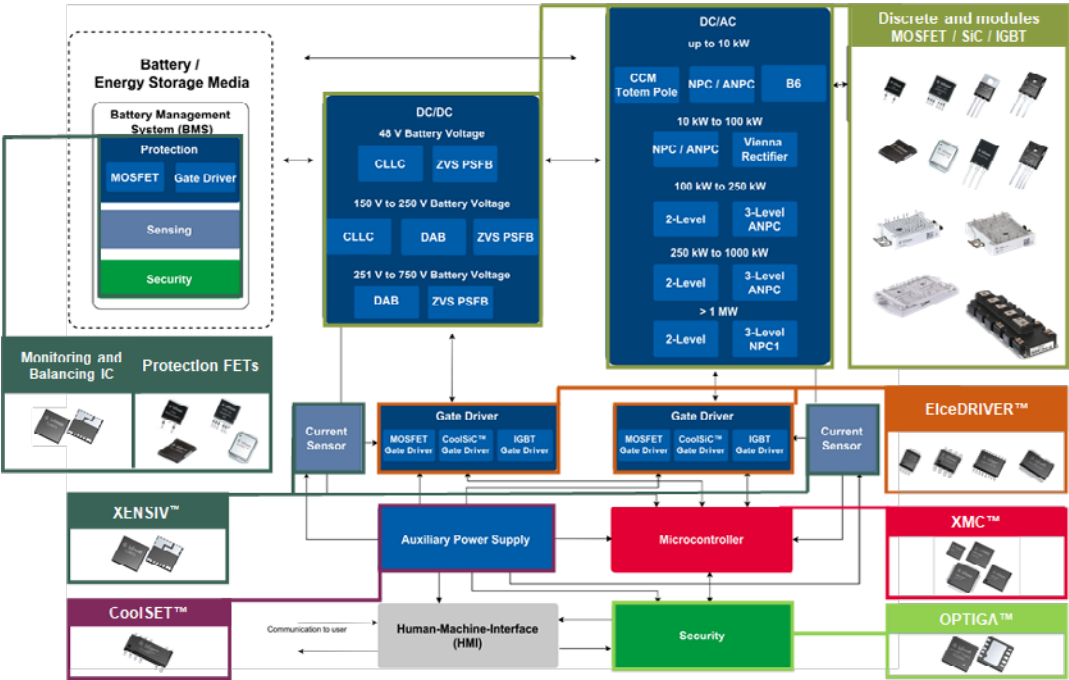 Battery /
Energy Storage Media
Battery Management
System (BMS)
Protection
MOSFET
Gate Driver
Sensing
Security
Monitoring and
Balancing IC
Protection FETs
DC/DC
48 V Battery Voltage
CLLC
ZVS PSFB
150 V to 250 V Battery Voltage
CLLC
DAB
ZVS PSFB
251 V to 750 V Battery Voltage
DAB
ZVS PSFB
DC/AC
up to 10 kW
CCM
Totem Pole
NPC / ANPC
B6
10 kW to 100 kW
NPC / ANPC
Vienna
Rectifier
100 kW to 250 kW
2-Level
3-Level
ANPC
250 kW to 1000 kW
2-Level
3-Level
ANPC
> 1 MW
2-Level
3-Level
NPC1
Discrete and modules
MOSFET / SiC / IGBT
Current
Sensor
Gate Driver
MOSFET
Gate Driver
CoolSiC™
Gate Driver
IGBT
Gate Driver
Gate Driver
MOSFET
Gate Driver
CoolSiC™
Gate Driver
IGBT
Gate Driver
Current
Sensor
EiceDRIVER™
XENSIV™
Auxiliary Power Supply
Microcontroller
XMC™
CoolSET™
Communication to user
Human-Machine-Interface
(HMI)
Security
OPTIGA™